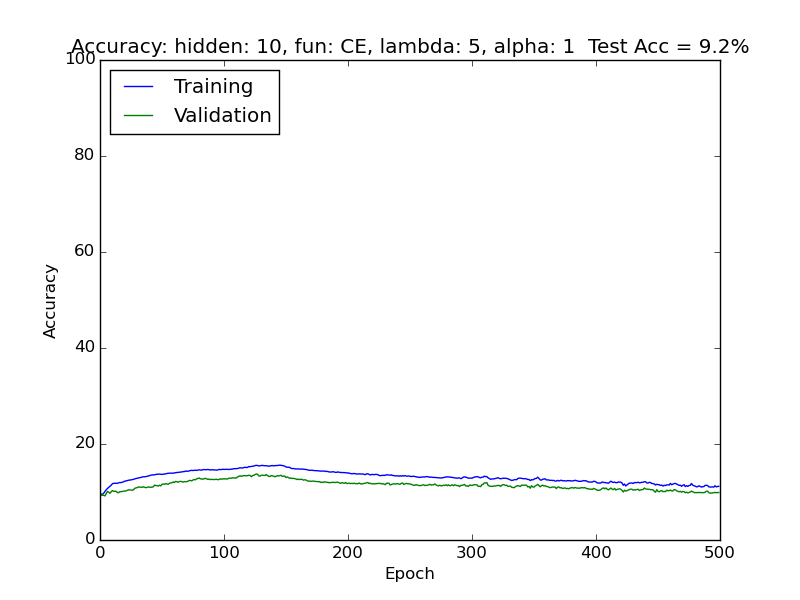 Accuracy: hidden: 10, fun: CE, lambda: 5, alpha: 1  Test Acc = 9.2%
100
Training
Validation
80
60
Accuracy
40
20
0
0 100 200 300 400 500
Epoch